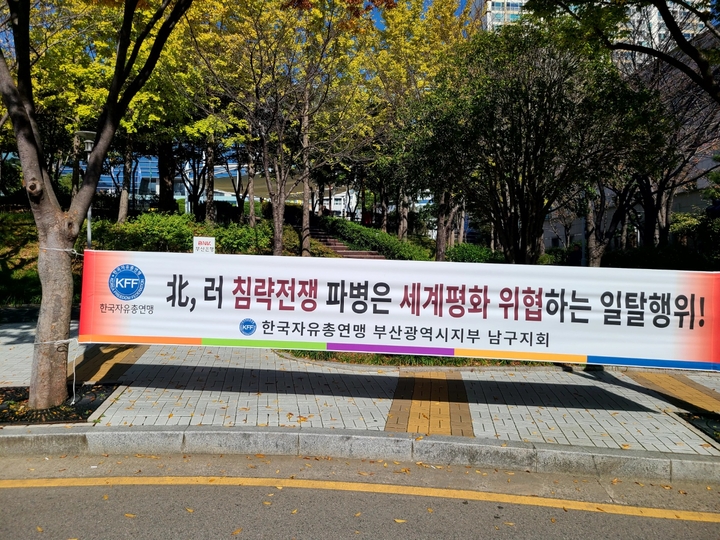 KFF
한국자유총연맹
北, 러 침략전쟁 파병은 세계평화 위협하는 일탈행위!
KFF 한국자유총연맹 부산광역시지부 남구지회